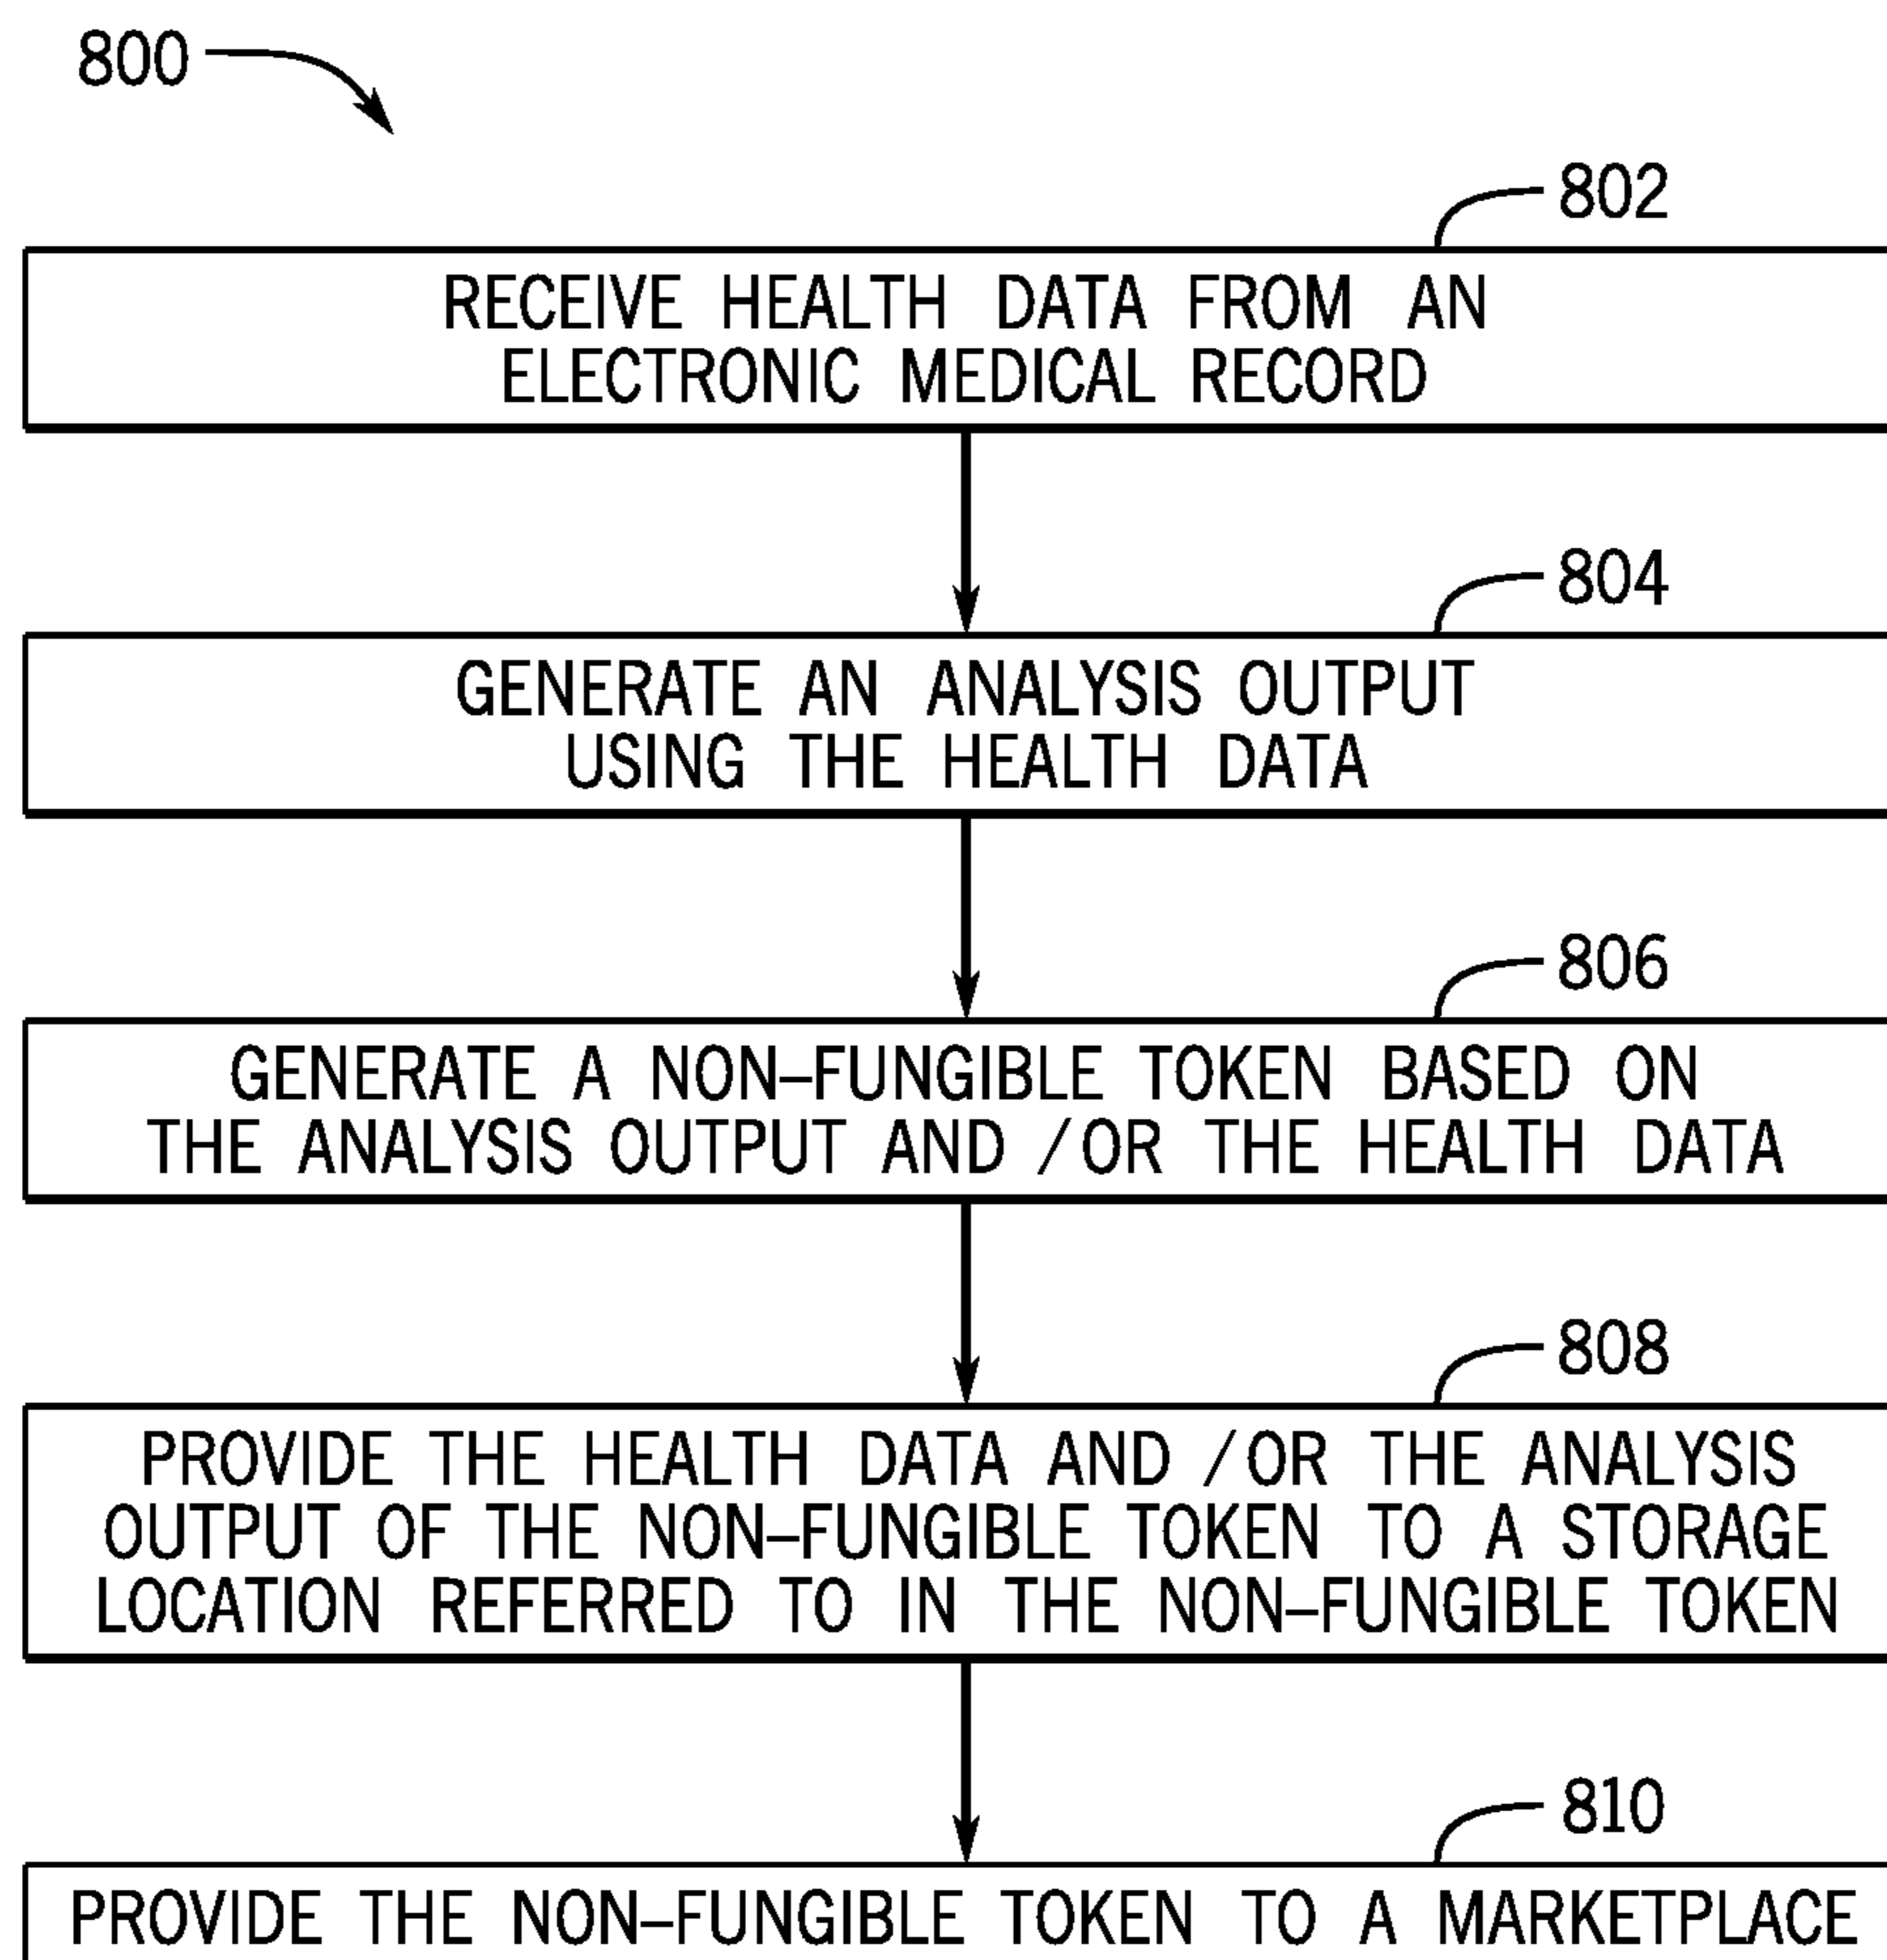 800
802
RECEIVE HEALTH DATA FROM AN
ELECTRONIC MEDICAL RECORD
804
GENERATE AN ANALYSIS OUTPUT
USING THE HEALTH DATA
806
GENERATE A NON–FUNGIBLE TOKEN BASED ON
THE ANALYSIS OUTPUT AND /OR THE HEALTH DATA
808
PROVIDE THE HEALTH DATA AND /OR THE ANALYSIS
OUTPUT OF THE NON–FUNGIBLE TOKEN TO A STORAGE
LOCATION REFERRED TO IN THE NON–FUNGIBLE TOKEN
810
PROVIDE THE NON–FUNGIBLE TOKEN TO A MARKETPLACE